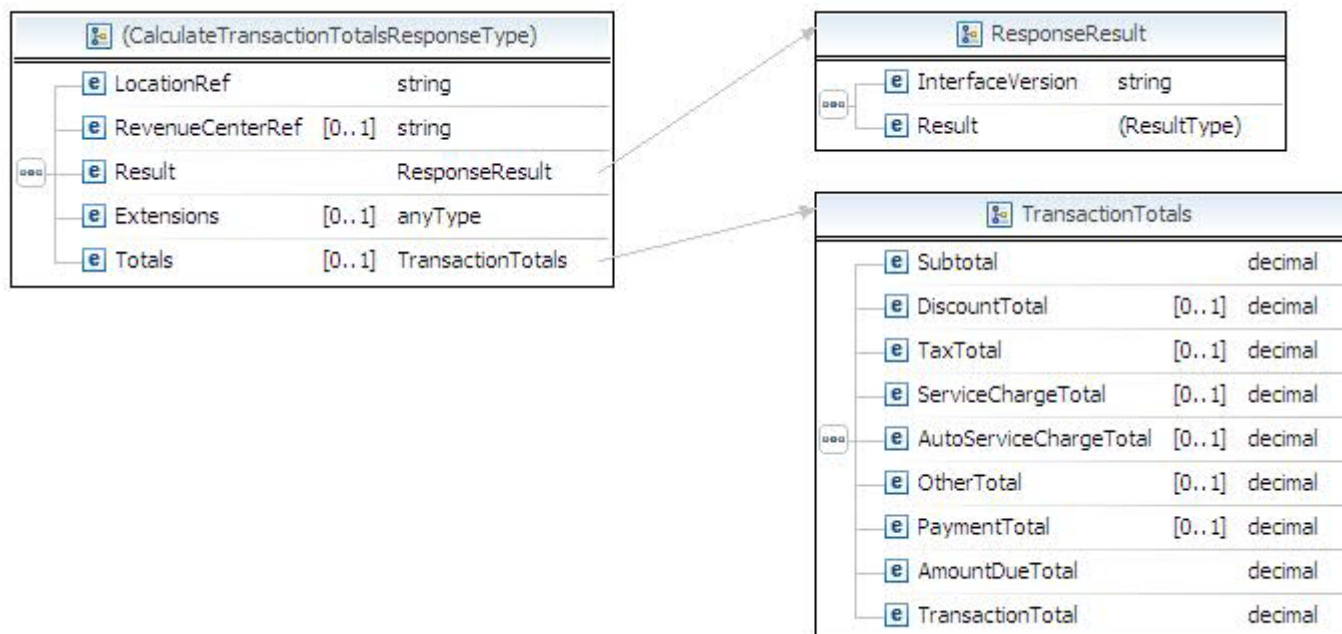 (CalculateTransactionTotalsResponseType)
e LocationRef string
e RevenueCenterRef [0..1] string
e Result ResponseResult
e Extensions [0..1] anyType
e Totals [0..1] TransactionTotals
ResponseResult
e InterfaceVersion string
e Result (ResultType)
TransactionTotals
e Subtotal decimal
e DiscountTotal [0..1] decimal
e TaxTotal [0..1] decimal
e ServiceChargeTotal [0..1] decimal
e AutoServiceChargeTotal [0..1] decimal
e OtherTotal [0..1] decimal
e PaymentTotal [0..1] decimal
e AmountDueTotal decimal
e TransactionTotal decimal